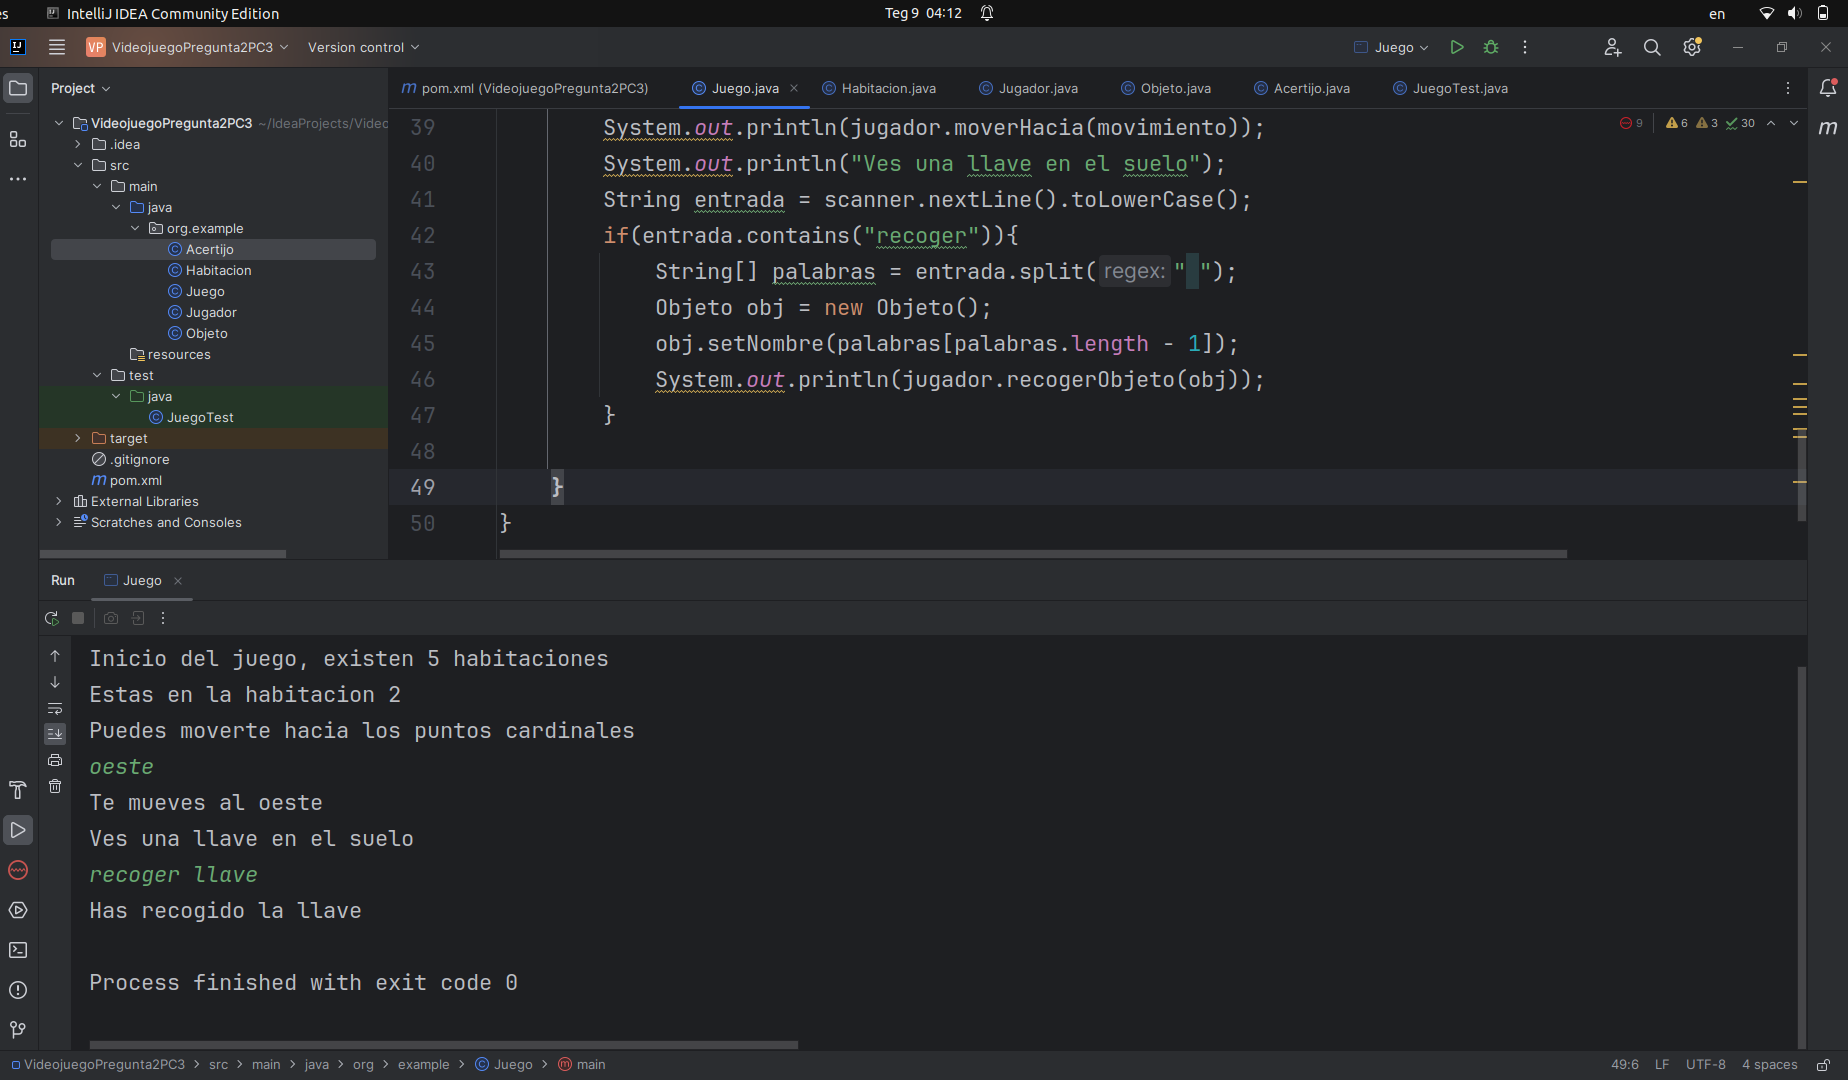 es IntelliJ IDEA Community Edition Teg 9 04:12 en
VP VideojuegoPregunta2PC3 Version control Juego
Project
pom.xml (VideojuegoPregunta2PC3) Juego.java Habitacion.java Jugador.java Objeto.java Acertijo.java JuegoTest.java
VideojuegoPregunta2PC3 ~/IdeaProjects/Videc
.idea
src
main
java
org.example
Acertijo
Habitacion
Juego
Jugador
Objeto
resources
test
java
JuegoTest
target
.gitignore
pom.xml
External Libraries
Scratches and Consoles
9 6 3 30
39 System.out.println(jugador.moverHacia(movimiento));
40 System.out.println("Ves una llave en el suelo");
41 String entrada = scanner.nextLine().toLowerCase();
42 if(entrada.contains("recoger")){
43 String[] palabras = entrada.split( regex: " ");
44 Objeto obj = new Objeto();
45 obj.setNombre(palabras[palabras.length - 1]);
46 System.out.println(jugador.recogerObjeto(obj));
47 }
48
49 }
50 }
Run Juego
Inicio del juego, existen 5 habitaciones
Estas en la habitacion 2
Puedes moverte hacia los puntos cardinales
oeste
Te mueves al oeste
Ves una llave en el suelo
recoger llave
Has recogido la llave
Process finished with exit code 0
VideojuegoPregunta2PC3 > src > main > java > org > example > Juego > main 49:6 LF UTF-8 4 spaces